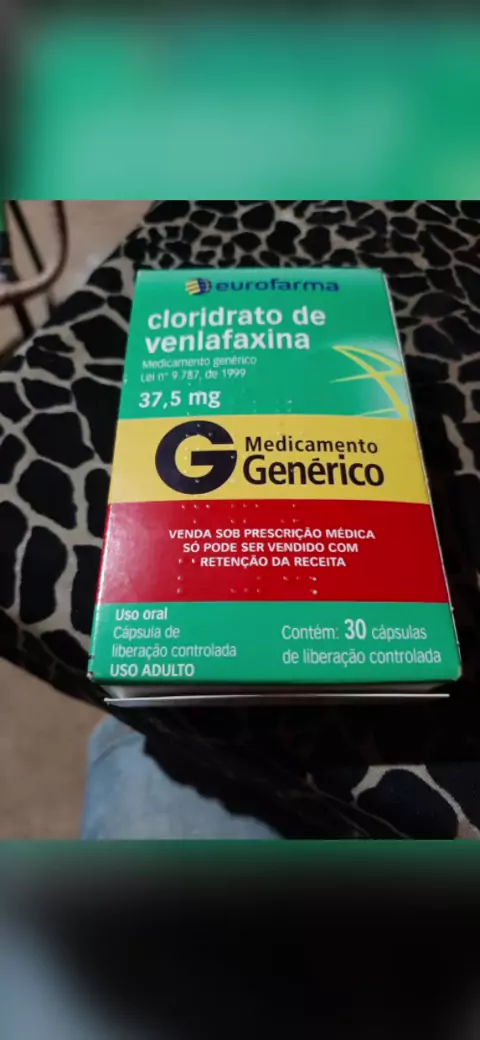 eurofarma
cloridrato de
venlafaxina
Medicamento genérico
Lei nº 9.787, de 1999
37,5 mg
G Medicamento
Genérico
VENDA SOB PRESCRIÇÃO MÉDICA
SÓ PODE SER VENDIDO COM
RETENÇÃO DA RECEITA
Uso oral
Cápsula de
liberação controlada
USO ADULTO
Contém: 30 cápsulas
de liberação controlada